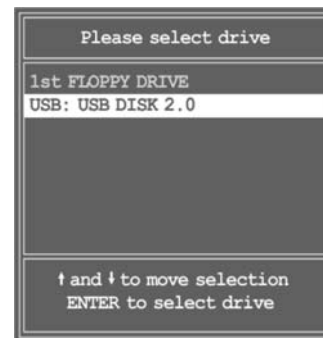 Please select drive
1st FLOPPY DRIVE
USB: USB DISK 2.0
↑ and ↓ to move selection
ENTER to select drive